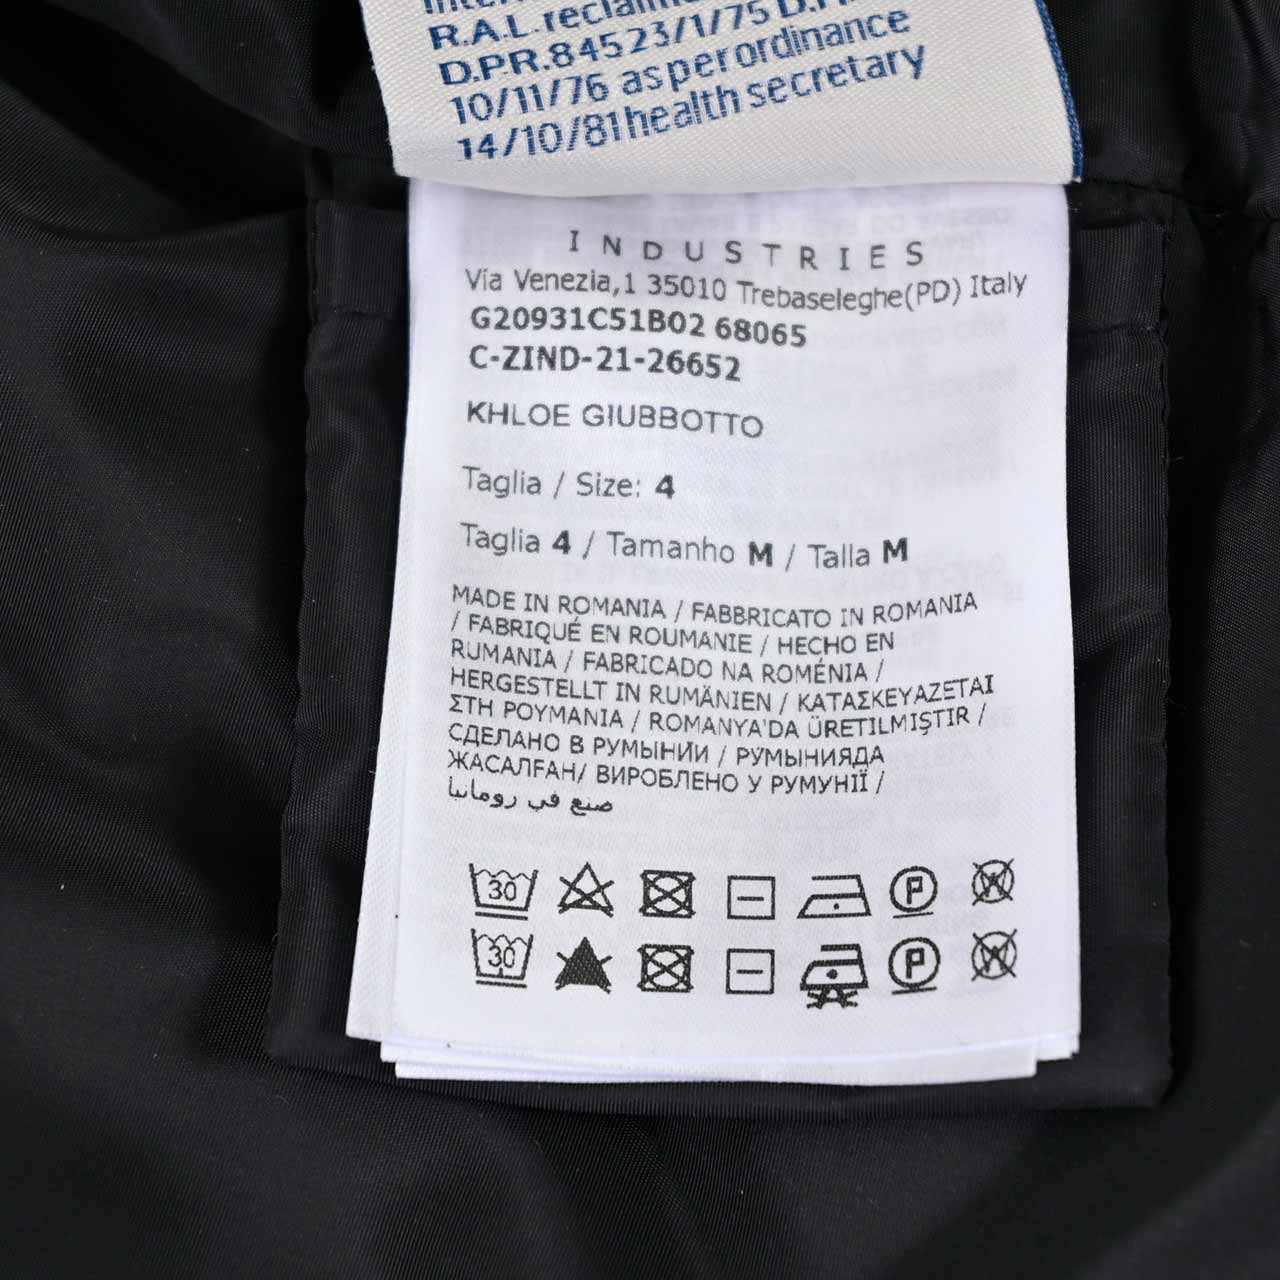 R.A.L. reclaim
D.P.R. 845 23/1/75 D.
10/11/76 as per ordinance
14/10/81 health secretary
INDUSTRIES
Via Venezia,1 35010 Trebaseleghe(PD) Italy
G20931C51B02 68065
C-ZIND-21-26652
KHLOE GIUBBOTTO
Taglia / Size: 4
Taglia 4 / Tamanho M / Talla M
MADE IN ROMANIA / FABBRICATO IN ROMANIA
/ FABRIQUÉ EN ROUMANIE / HECHO EN
RUMANIA / FABRICADO NA ROMÉNIA /
HERGESTELLT IN RUMÄNIEN / ΚΑΤΑΣΚΕΥΑΖΕΤΑΙ
ΣΤΗ ΡΟΥΜΑΝΙΑ / ROMANYA'DA ÜRETILMIŞTIR /
СДЕЛАНО В РУМЫНИИ / РУМЫНИЯДА
ЖАСАЛҒАН/ ВИРОБЛЕНО У РУМУНІЇ /
صنع في رومانيا
30 P W
30 P W